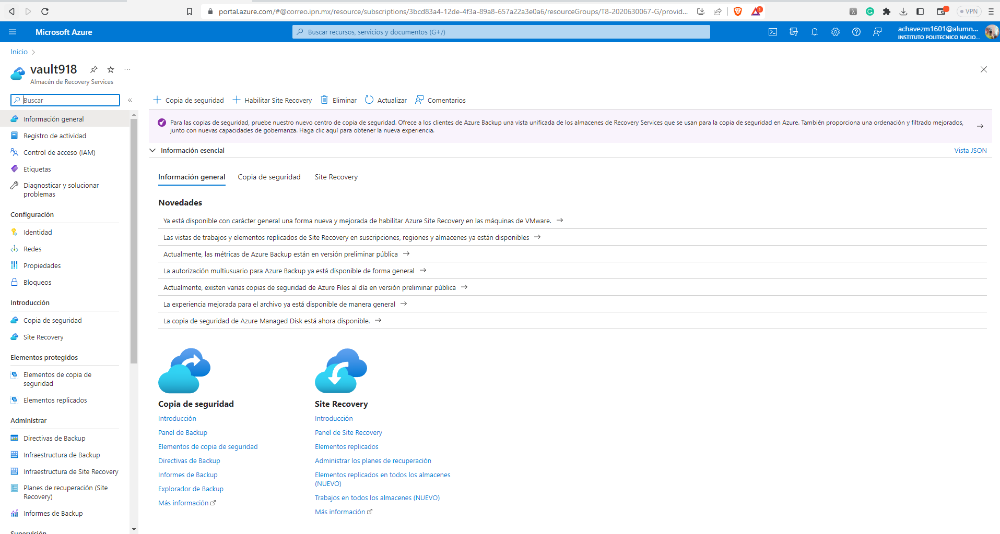 portal.azure.com/#@correo.ipn.mx/resource/subscriptions/3bcd83a4-12de-4f3a-89a8-657a22a3e0a6/resourceGroups/T8-2020630067-G/provid...
1
VPN
Microsoft Azure
Buscar recursos, servicios y documentos (G+/)
achavezm1601@alumn...
INSTITUTO POLITECNICO NACIO...
Inicio
vault918
Almacén de Recovery Services
Buscar
Información general
Registro de actividad
Control de acceso (IAM)
Etiquetas
Diagnosticar y solucionar
problemas
Configuración
Identidad
Redes
Propiedades
Bloqueos
Introducción
Copia de seguridad
Site Recovery
Elementos protegidos
Elementos de copia de
seguridad
Elementos replicados
Administrar
Directivas de Backup
Infraestructura de Backup
Infraestructura de Site Recovery
Planes de recuperación (Site
Recovery)
Informes de Backup
Supervisión
Copia de seguridad
Habilitar Site Recovery
Eliminar
Actualizar
Comentarios
Para las copias de seguridad, pruebe nuestro nuevo centro de copia de seguridad. Ofrece a los clientes de Azure Backup una vista unificada de los almacenes de Recovery Services que se usan para la copia de seguridad en Azure. También proporciona una ordenación y filtrado mejorados,
junto con nuevas capacidades de gobernanza. Haga clic aquí para obtener la nueva experiencia.
Información esencial
Vista JSON
Información general
Copia de seguridad
Site Recovery
Novedades
Ya está disponible con carácter general una forma nueva y mejorada de habilitar Azure Site Recovery en las máquinas de VMware.
Las vistas de trabajos y elementos replicados de Site Recovery en suscripciones, regiones y almacenes ya están disponibles
Actualmente, las métricas de Azure Backup están en versión preliminar pública
La autorización multiusuario para Azure Backup ya está disponible de forma general
Actualmente, existen varias copias de seguridad de Azure Files al día en versión preliminar pública
La experiencia mejorada para el archivo ya está disponible de manera general
La copia de seguridad de Azure Managed Disk está ahora disponible.
Copia de seguridad
Introducción
Panel de Backup
Elementos de copia de seguridad
Directivas de Backup
Informes de Backup
Explorador de Backup
Más información
Site Recovery
Introducción
Panel de Site Recovery
Elementos replicados
Administrar los planes de recuperación
Elementos replicados en todos los almacenes
(NUEVO)
Trabajos en todos los almacenes (NUEVO)
Más información